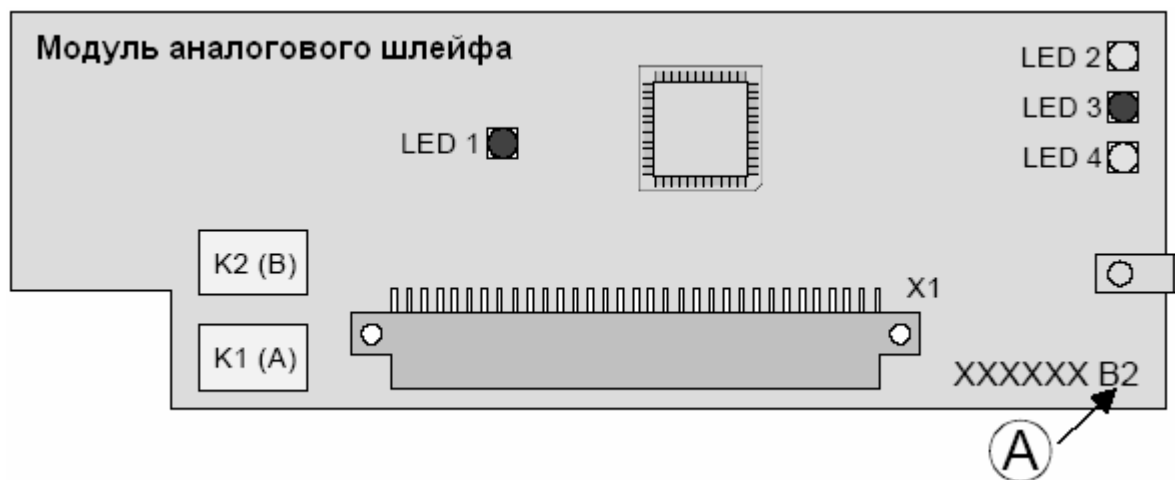 Модуль аналогового шлейфа
LED 2
LED 3
LED 1
LED 4
K2 (B)
X1
K1 (A)
XXXXXX B2
A